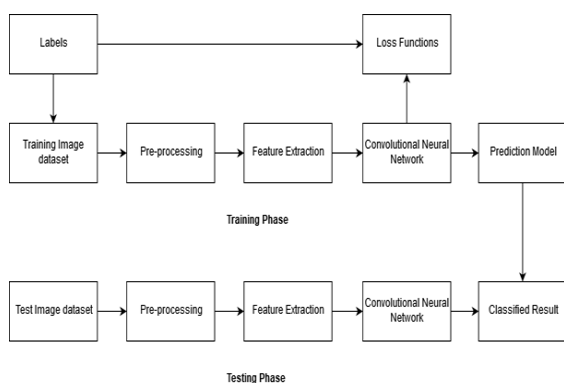 Labels
Loss Functions
Training Image
dataset
Pre-processing
Feature Extraction
Convolutional Neural
Network
Prediction Model
Training Phase
Test Image dataset
Pre-processing
Feature Extraction
Convolutional Neural
Network
Classified Result
Testing Phase